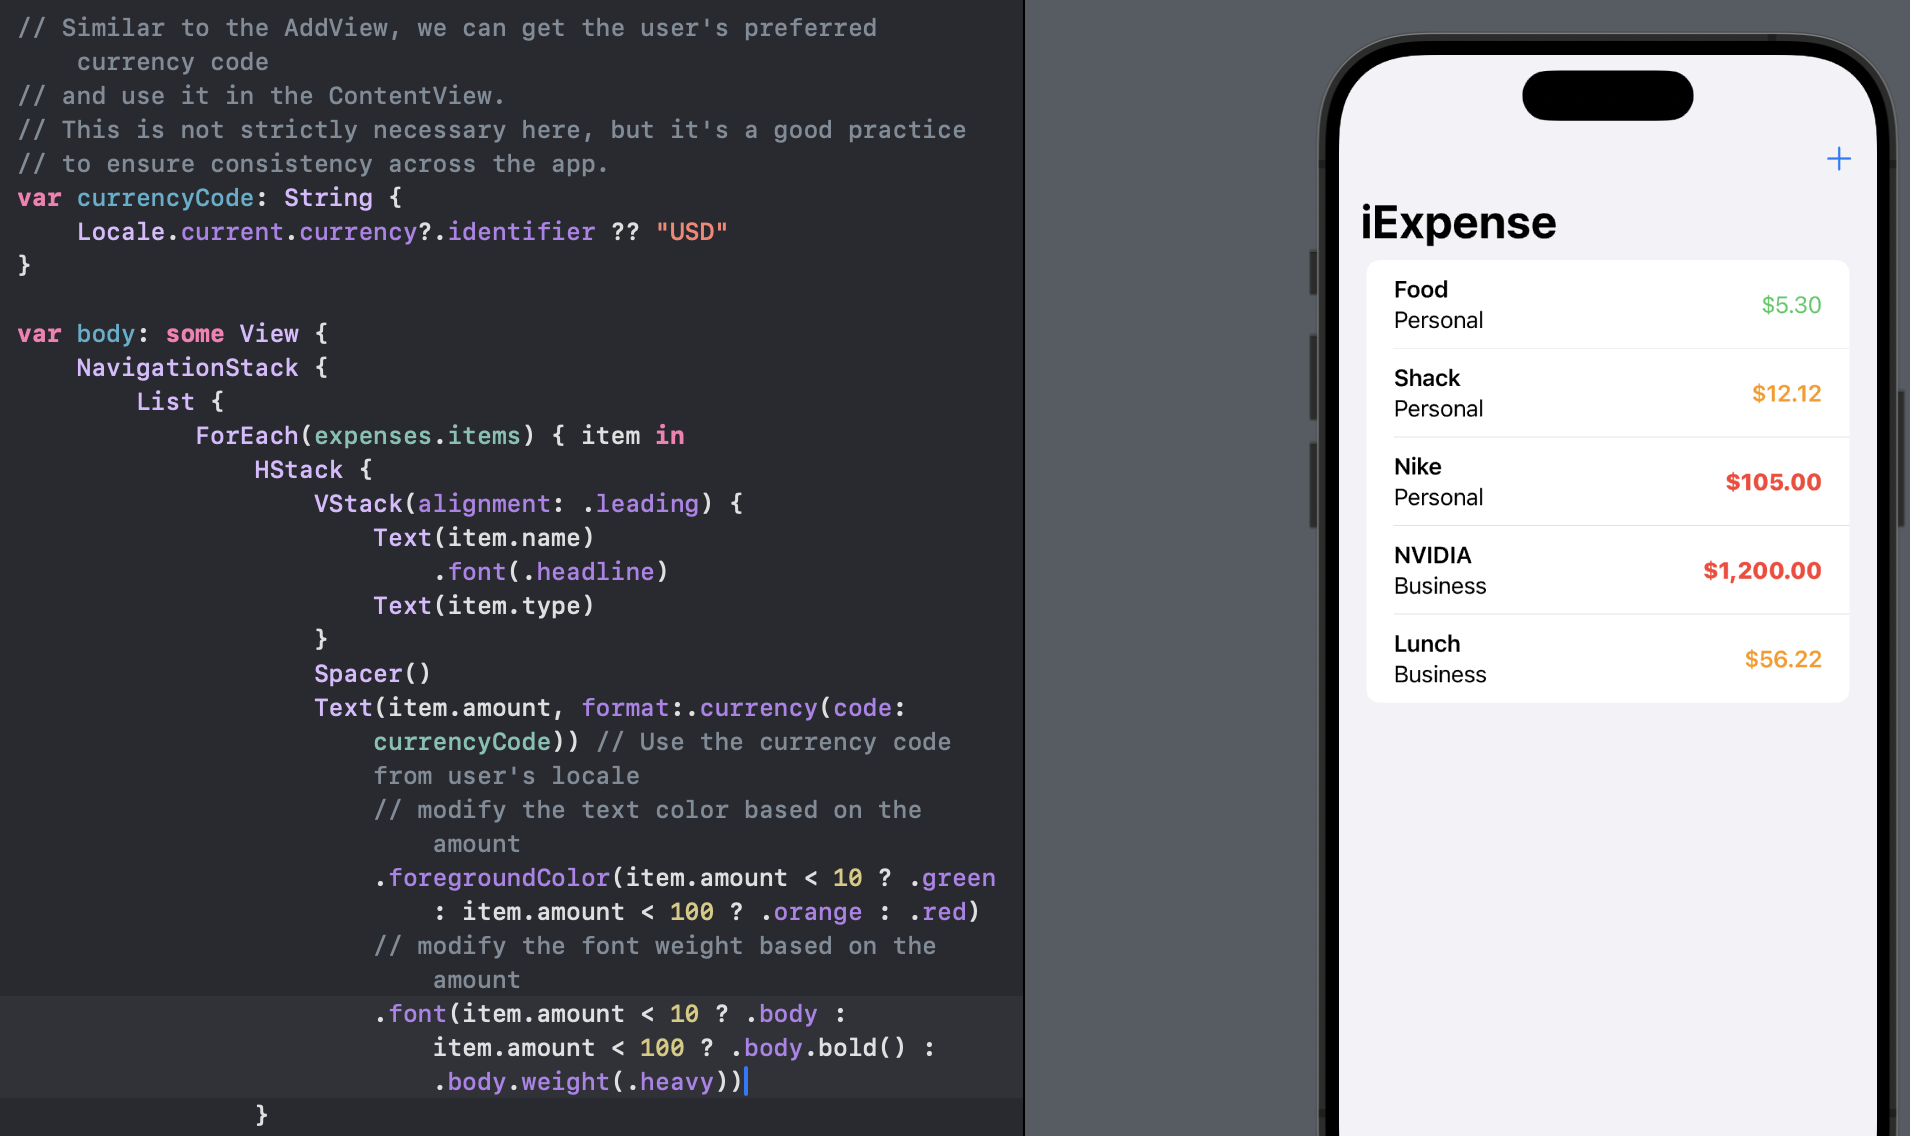 // Similar to the AddView, we can get the user's preferred
currency code
// and use it in the ContentView.
// This is not strictly necessary here, but it's a good practice
// to ensure consistency across the app.
var currencyCode: String {
Locale.current.currency?.identifier ?? "USD"
}
var body: some View {
NavigationStack {
List {
ForEach(expenses.items) { item in
HStack {
VStack(alignment: .leading) {
Text(item.name)
.font(.headline)
Text(item.type)
}
Spacer()
Text(item.amount, format:.currency(code:
currencyCode)) // Use the currency code
from user's locale
// modify the text color based on the
amount
.foregroundColor(item.amount < 10 ? .green
: item.amount < 100 ? .orange : .red)
// modify the font weight based on the
amount
.font(item.amount < 10 ? .body :
item.amount < 100 ? .body.bold() :
.body.weight(.heavy))
}
+
iExpense
Food
Personal
$5.30
Shack
Personal
$12.12
Nike
Personal
$105.00
NVIDIA
Business
$1,200.00
Lunch
Business
$56.22